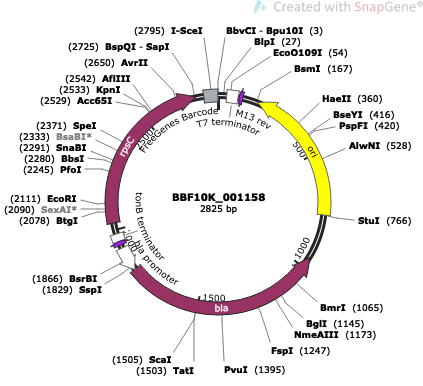 Created with SnapGene®
(2795) I-SceI
BbvCI - Bpu10I (3)
(2725) BspQI - SapI
BlpI (27)
(2650) AvrII
EcoO109I (54)
(2542) AflIII
BsmI (167)
(2533) KpnI
(2529) Acc65I
HaeII (360)
BseYI (416)
(2371) SpeI
PspFI (420)
(2333) BsaBI*
(2291) SnaBI
AlwNI (528)
(2280) BbsI
(2245) PfoI
(2111) EcoRI
(2090) SexAI*
(2078) BtgI
StuI (766)
(1866) BsrBI
(1829) SspI
BmrI (1065)
BglI (1145)
NmeAIII (1173)
FspI (1247)
(1505) ScaI
(1503) TatI
PvuI (1395)
FreeGenes Barcode
T7 terminator
M13 rev
ori
500
1000
1500
bla
bla promoter
tonB terminator
rpsC
BBF10K_001158
2825 bp